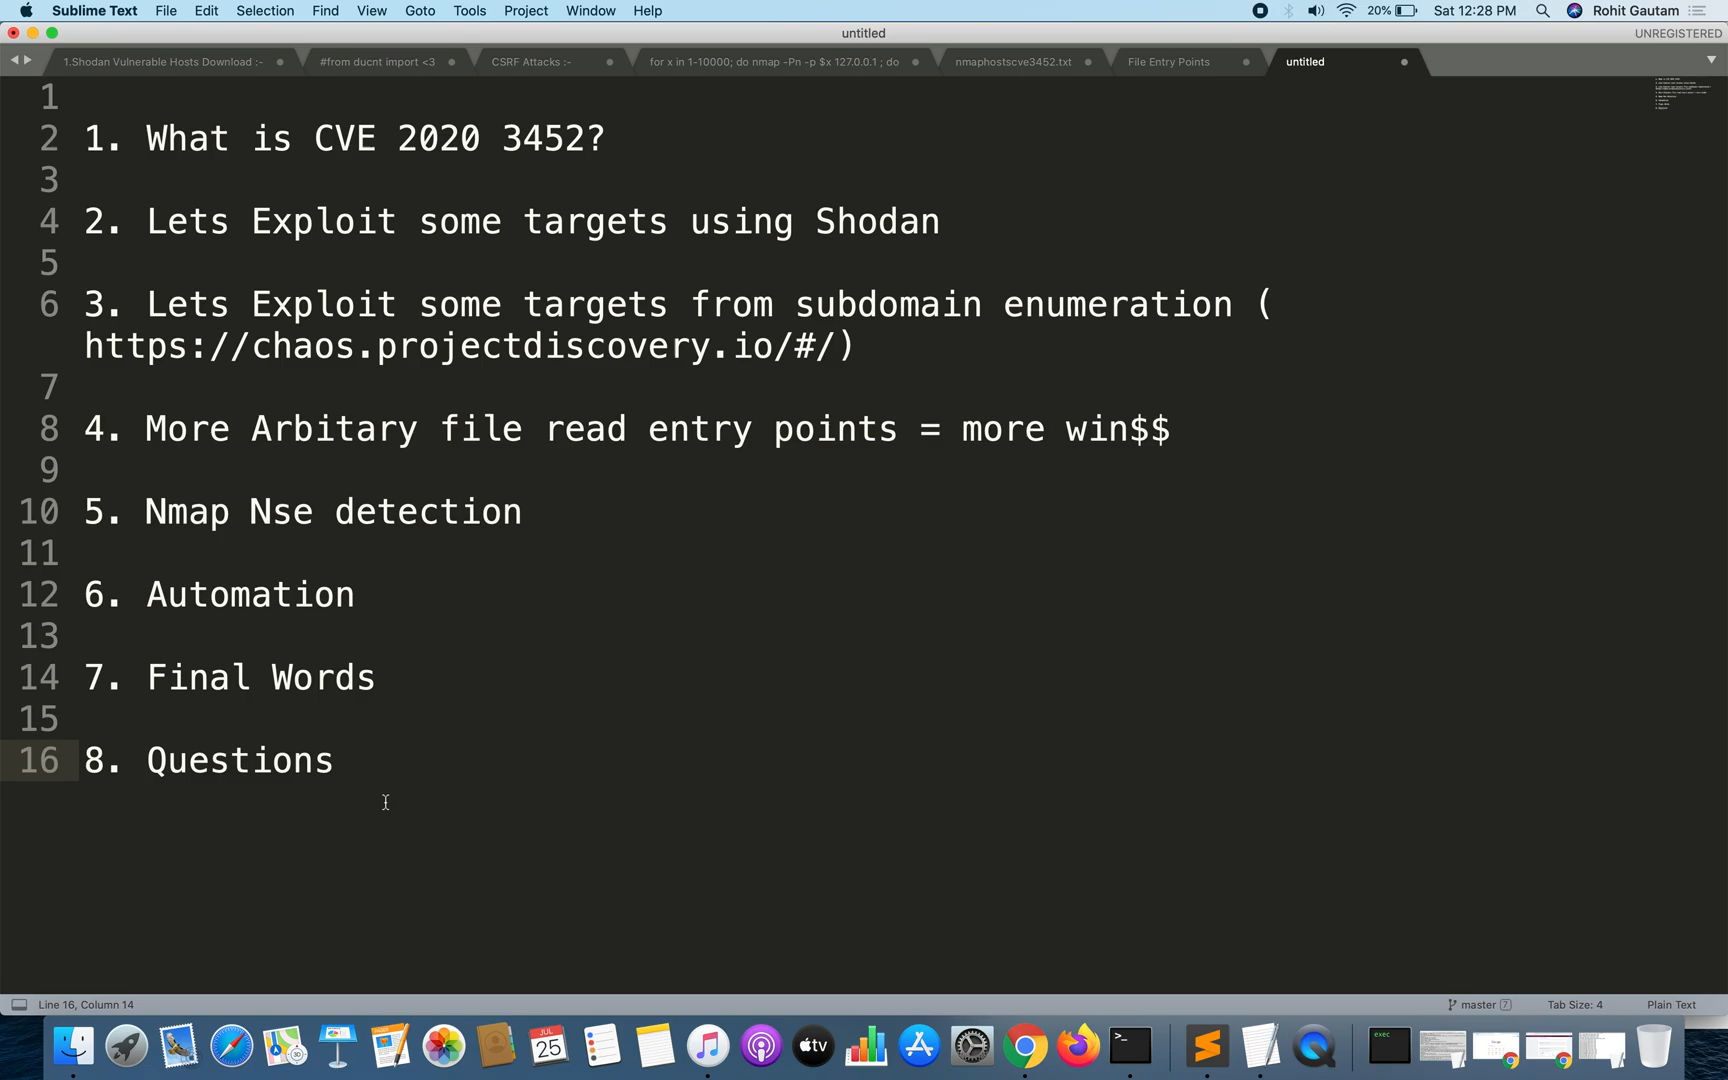 Sublime Text File Edit Selection Find View Goto Tools Project Window Help 20% Sat 12:28 PM Rohit Gautam
untitled UNREGISTERED
1.Shodan Vulnerable Hosts Download :- #from ducnt import <3 CSRF Attacks :- for x in 1-10000; do nmap -Pn -p $x 127.0.0.1 ; do nmaphostscve3452.txt File Entry Points untitled
1
2 1. What is CVE 2020 3452?
3
4 2. Lets Exploit some targets using Shodan
5
6 3. Lets Exploit some targets from subdomain enumeration (
https://chaos.projectdiscovery.io/#/)
7
8 4. More Arbitary file read entry points = more win$$
9
10 5. Nmap Nse detection
11
12 6. Automation
13
14 7. Final Words
15
16 8. Questions
Line 16, Column 14 master 7 Tab Size: 4 Plain Text
JUL
25
tv
exec